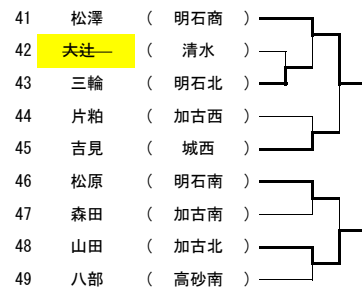 41 松澤 ( 明石商 )
42 大辻 ( 清水 )
43 三輪 ( 明石北 )
44 片粕 ( 加古西 )
45 吉見 ( 城西 )
46 松原 ( 明石南 )
47 森田 ( 加古南 )
48 山田 ( 加古北 )
49 八部 ( 高砂南 )